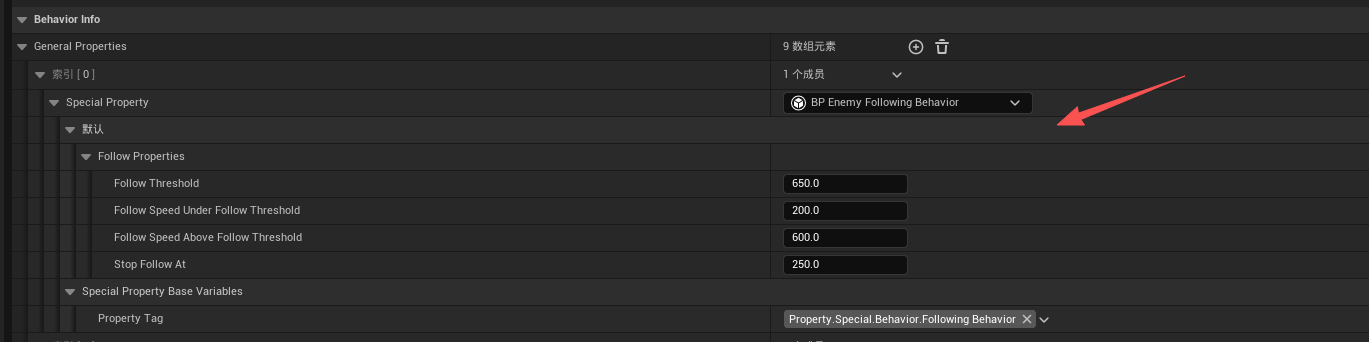 Behavior Info
General Properties 9 数组元素
索引 [ 0 ] 1 个成员
Special Property BP Enemy Following Behavior
默认
Follow Properties
Follow Threshold 650.0
Follow Speed Under Follow Threshold 200.0
Follow Speed Above Follow Threshold 600.0
Stop Follow At 250.0
Special Property Base Variables
Property Tag Property.Special.Behavior.Following Behavior